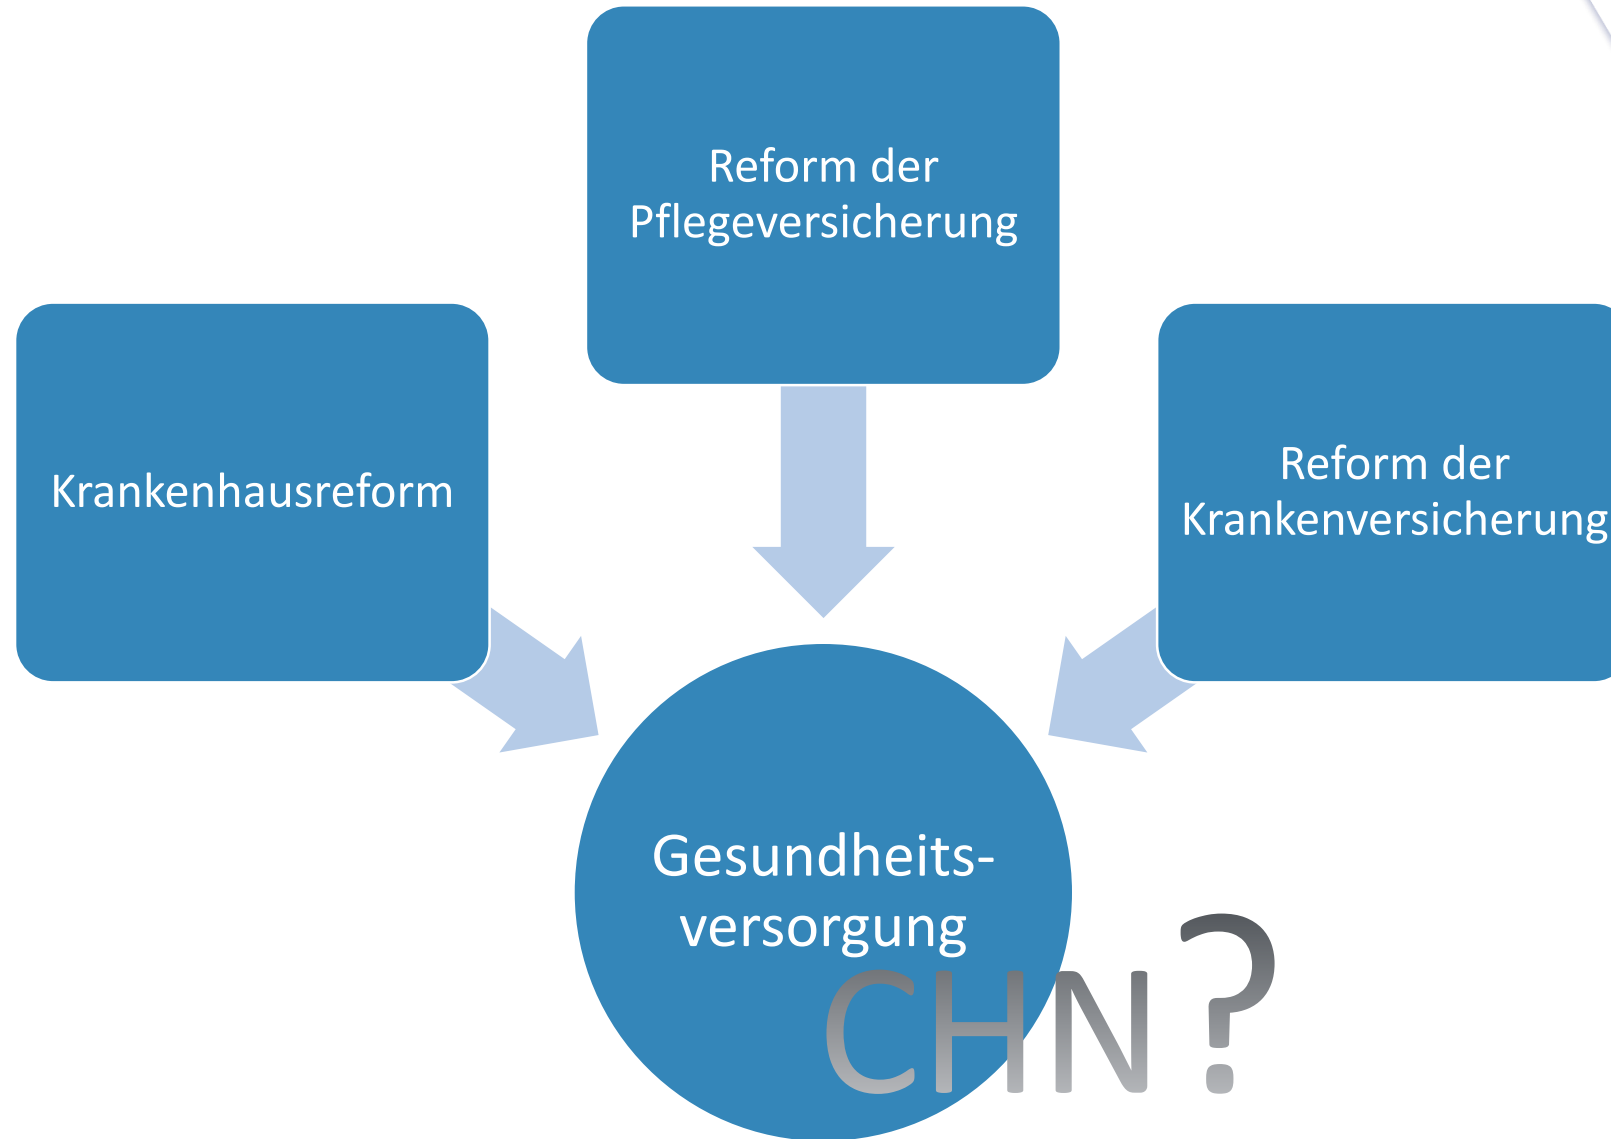 Reform der
Pflegeversicherung
Krankenhausreform
Reform der
Krankenversicherung
Gesundheits-
versorgung
CHN?